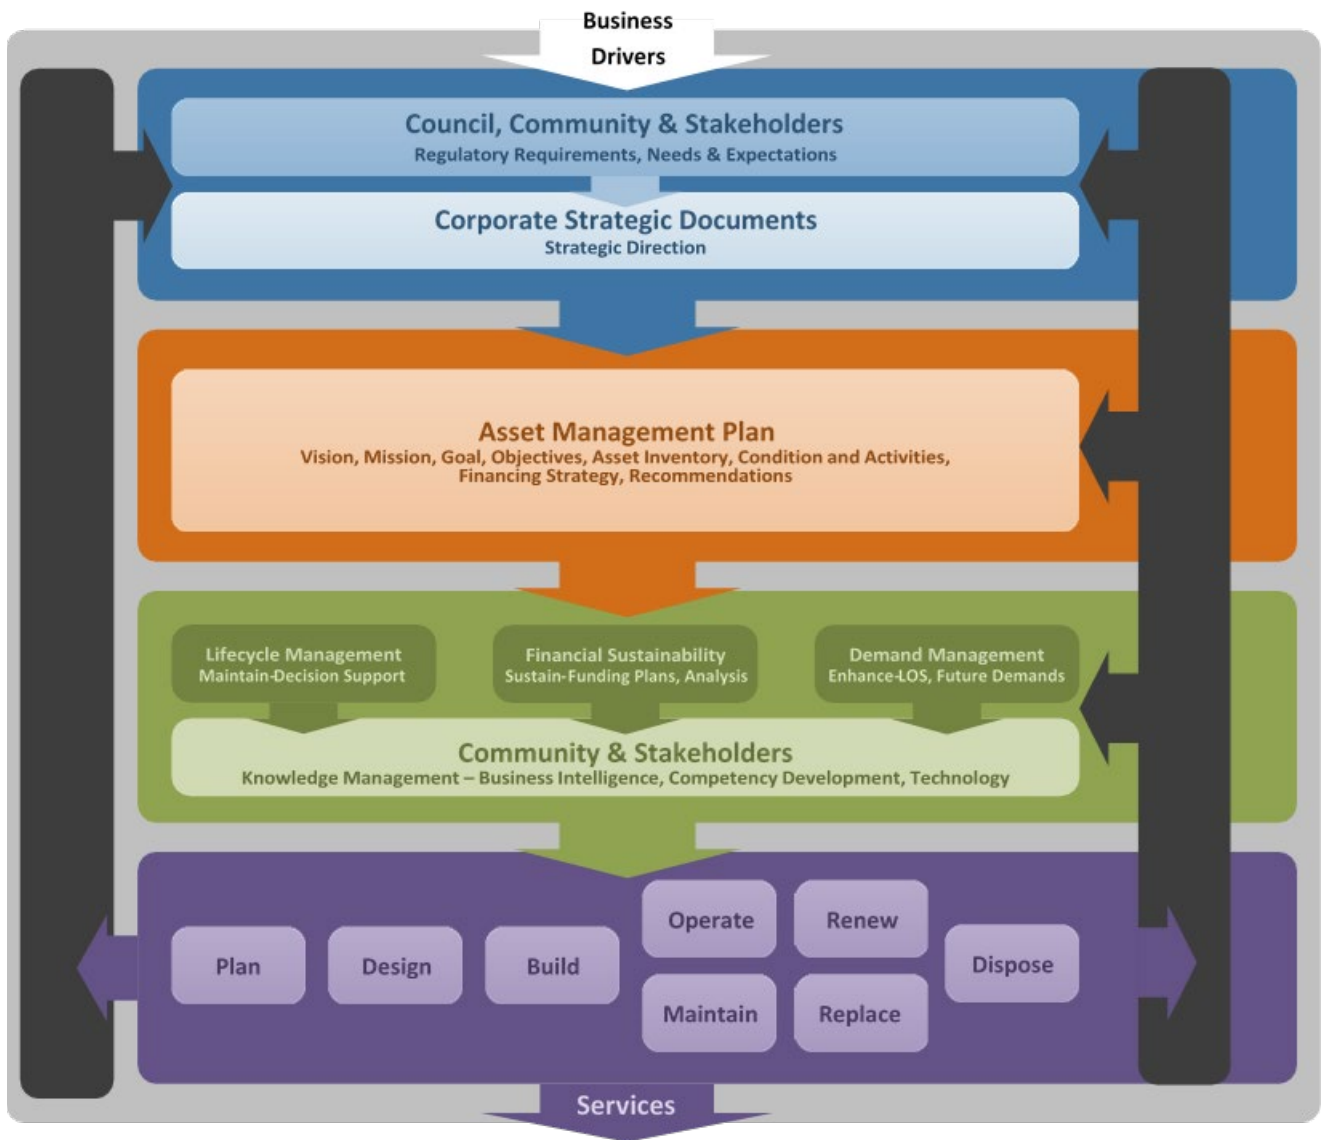 Business
Drivers
Council, Community & Stakeholders
Regulatory Requirements, Needs & Expectations
Corporate Strategic Documents
Strategic Direction
Asset Management Plan
Vision, Mission, Goal, Objectives, Asset Inventory, Condition and Activities,
Financing Strategy, Recommendations
Lifecycle Management
Maintain-Decision Support
Financial Sustainability
Sustain-Funding Plans, Analysis
Demand Management
Enhance-LOS, Future Demands
Community & Stakeholders
Knowledge Management – Business Intelligence, Competency Development, Technology
Plan
Design
Build
Operate
Maintain
Renew
Replace
Dispose
Services